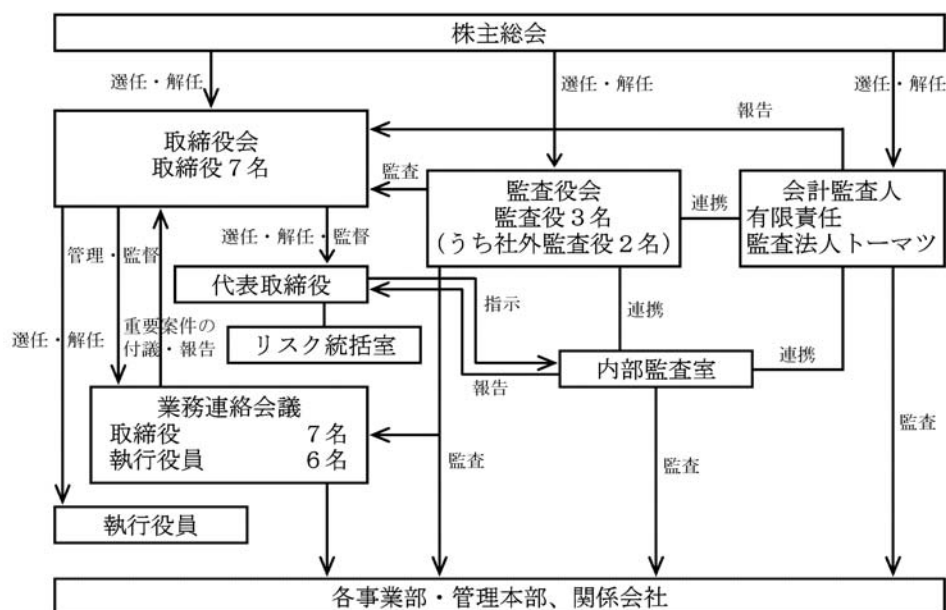 株主総会
選任・解任
選任・解任
選任・解任
報告
取締役会
取締役7名
監査
監査役会
監査役3名
(うち社外監査役2名)
連携
会計監査人
有限責任
監査法人トーマツ
管理・監督
選任・解任・監督
代表取締役
指示
連携
選任・解任
重要案件の
付議・報告
リスク統括室
内部監査室
連携
報告
業務連絡会議
取締役 7名
執行役員 6名
監査
監査
監査
執行役員
各事業部・管理本部、関係会社